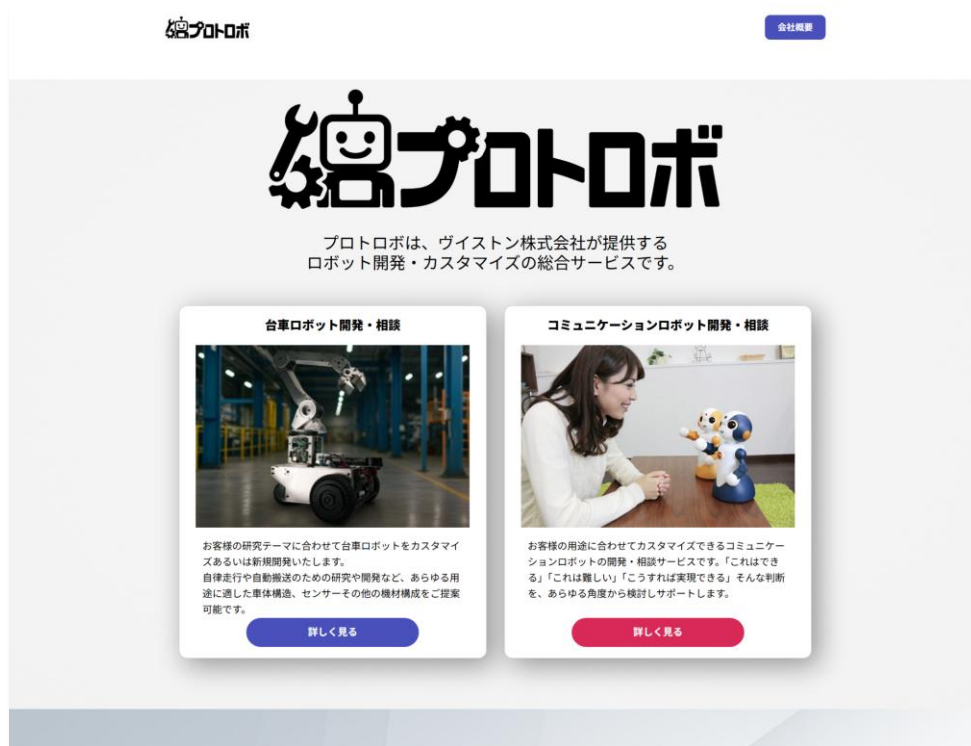 プロトロボ
会社概要
プロトロボ
プロトロボは、ヴイストン株式会社が提供する
ロボット開発・カスタマイズの総合サービスです。
台車ロボット開発・相談
お客様の研究テーマに合わせて台車ロボットをカスタマイ
ズあるいは新規開発いたします。
自律走行や自動搬送のための研究や開発など、あらゆる用
途に適した車体構造、センサーその他の機材構成をご提案
可能です。
詳しく見る
コミュニケーションロボット開発・相談
お客様の用途に合わせてカスタマイズできるコミュニケー
ションロボットの開発・相談サービスです。「これはでき
る」「これは難しい」「こうすれば実現できる」そんな判断
を、あらゆる角度から検討しサポートします。
詳しく見る